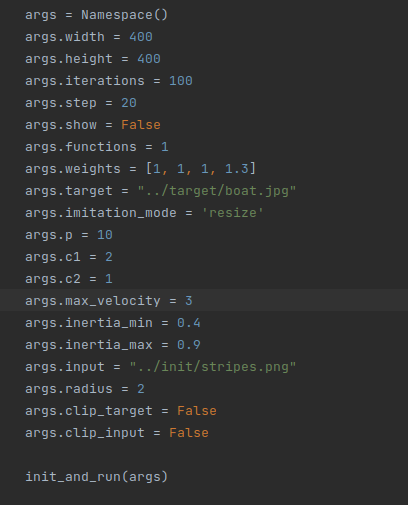 args = Namespace()
args.width = 400
args.height = 400
args.iterations = 100
args.step = 20
args.show = False
args.functions = 1
args.weights = [1, 1, 1, 1.3]
args.target = "../target/boat.jpg"
args.imitation_mode = 'resize'
args.p = 10
args.c1 = 2
args.c2 = 1
args.max_velocity = 3
args.inertia_min = 0.4
args.inertia_max = 0.9
args.input = "../init/stripes.png"
args.radius = 2
args.clip_target = False
args.clip_input = False
init_and_run(args)